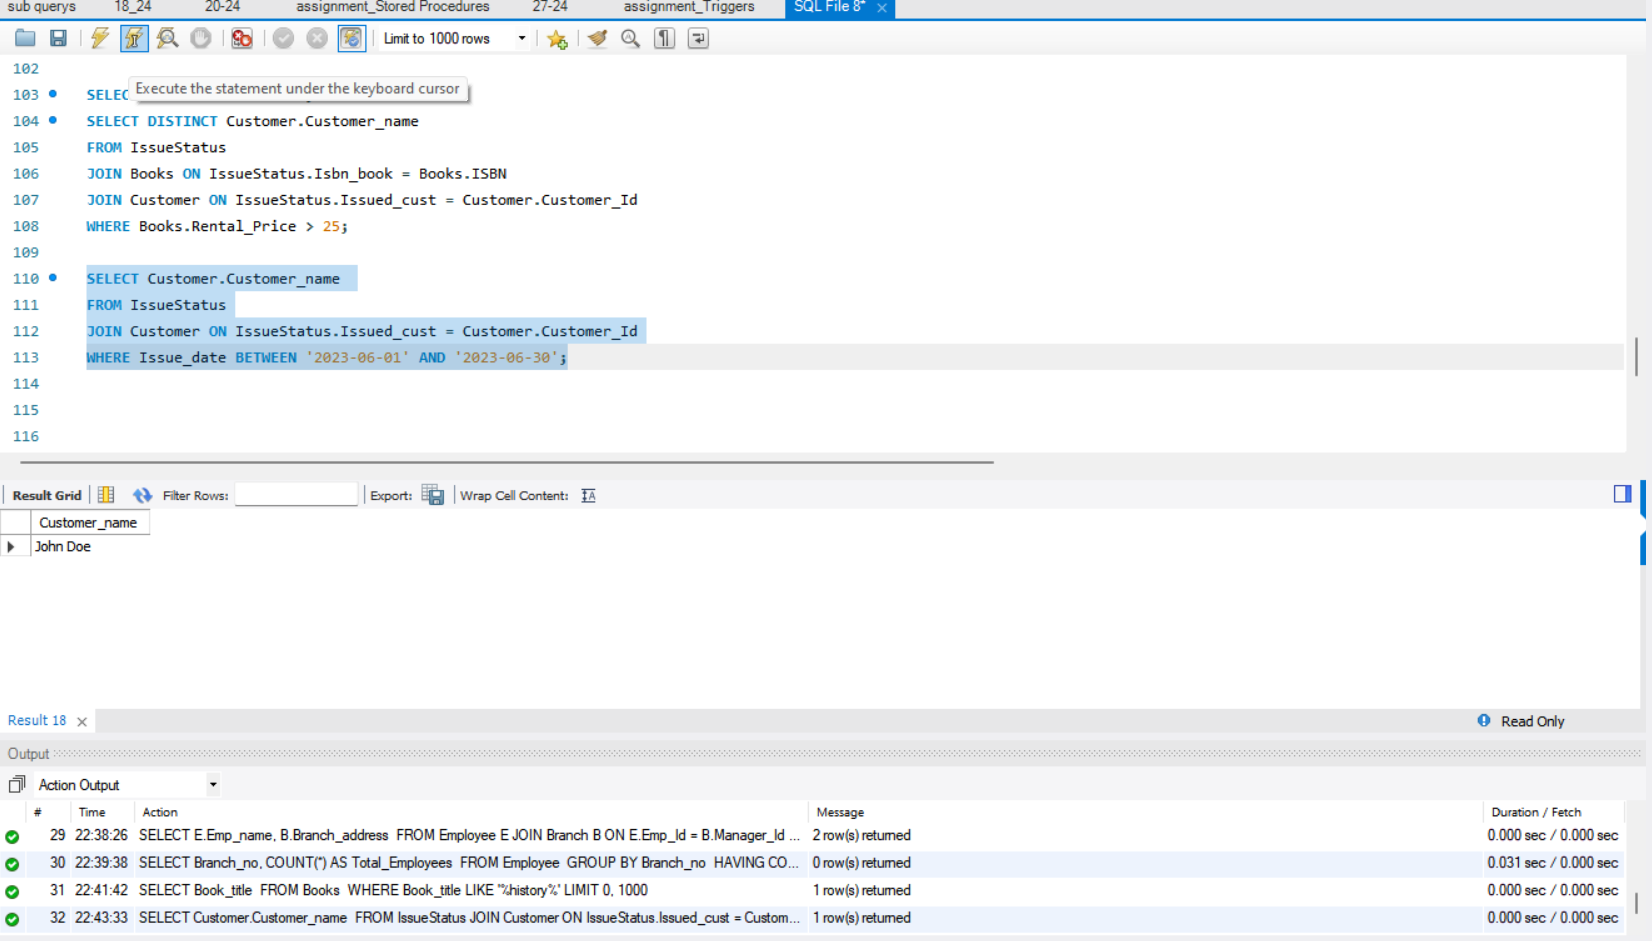 sub querys 18_24 20-24 assignment_Stored Procedures 27-24 assignment_Triggers SQL File 8*
Limit to 1000 rows
102
Execute the statement under the keyboard cursor
103 SELEC
104 SELECT DISTINCT Customer.Customer_name
105 FROM IssueStatus
106 JOIN Books ON IssueStatus.Isbn_book = Books.ISBN
107 JOIN Customer ON IssueStatus.Issued_cust = Customer.Customer_Id
108 WHERE Books.Rental_Price > 25;
109
110 SELECT Customer.Customer_name
111 FROM IssueStatus
112 JOIN Customer ON IssueStatus.Issued_cust = Customer.Customer_Id
113 WHERE Issue_date BETWEEN '2023-06-01' AND '2023-06-30';
114
115
116
Result Grid Filter Rows: Export: Wrap Cell Content: IA
Customer_name
John Doe
Result 18 Read Only
Output
Action Output
# Time Action Message Duration / Fetch
29 22:38:26 SELECT E.Emp_name, B.Branch_address FROM Employee E JOIN Branch B ON E.Emp_Id = B.Manager_Id ... 2 row(s) returned 0.000 sec / 0.000 sec
30 22:39:38 SELECT Branch_no, COUNT(*) AS Total_Employees FROM Employee GROUP BY Branch_no HAVING CO... 0 row(s) returned 0.031 sec / 0.000 sec
31 22:41:42 SELECT Book_title FROM Books WHERE Book_title LIKE '%history%' LIMIT 0, 1000 1 row(s) returned 0.000 sec / 0.000 sec
32 22:43:33 SELECT Customer.Customer_name FROM IssueStatus JOIN Customer ON IssueStatus.Issued_cust = Custom... 1 row(s) returned 0.000 sec / 0.000 sec